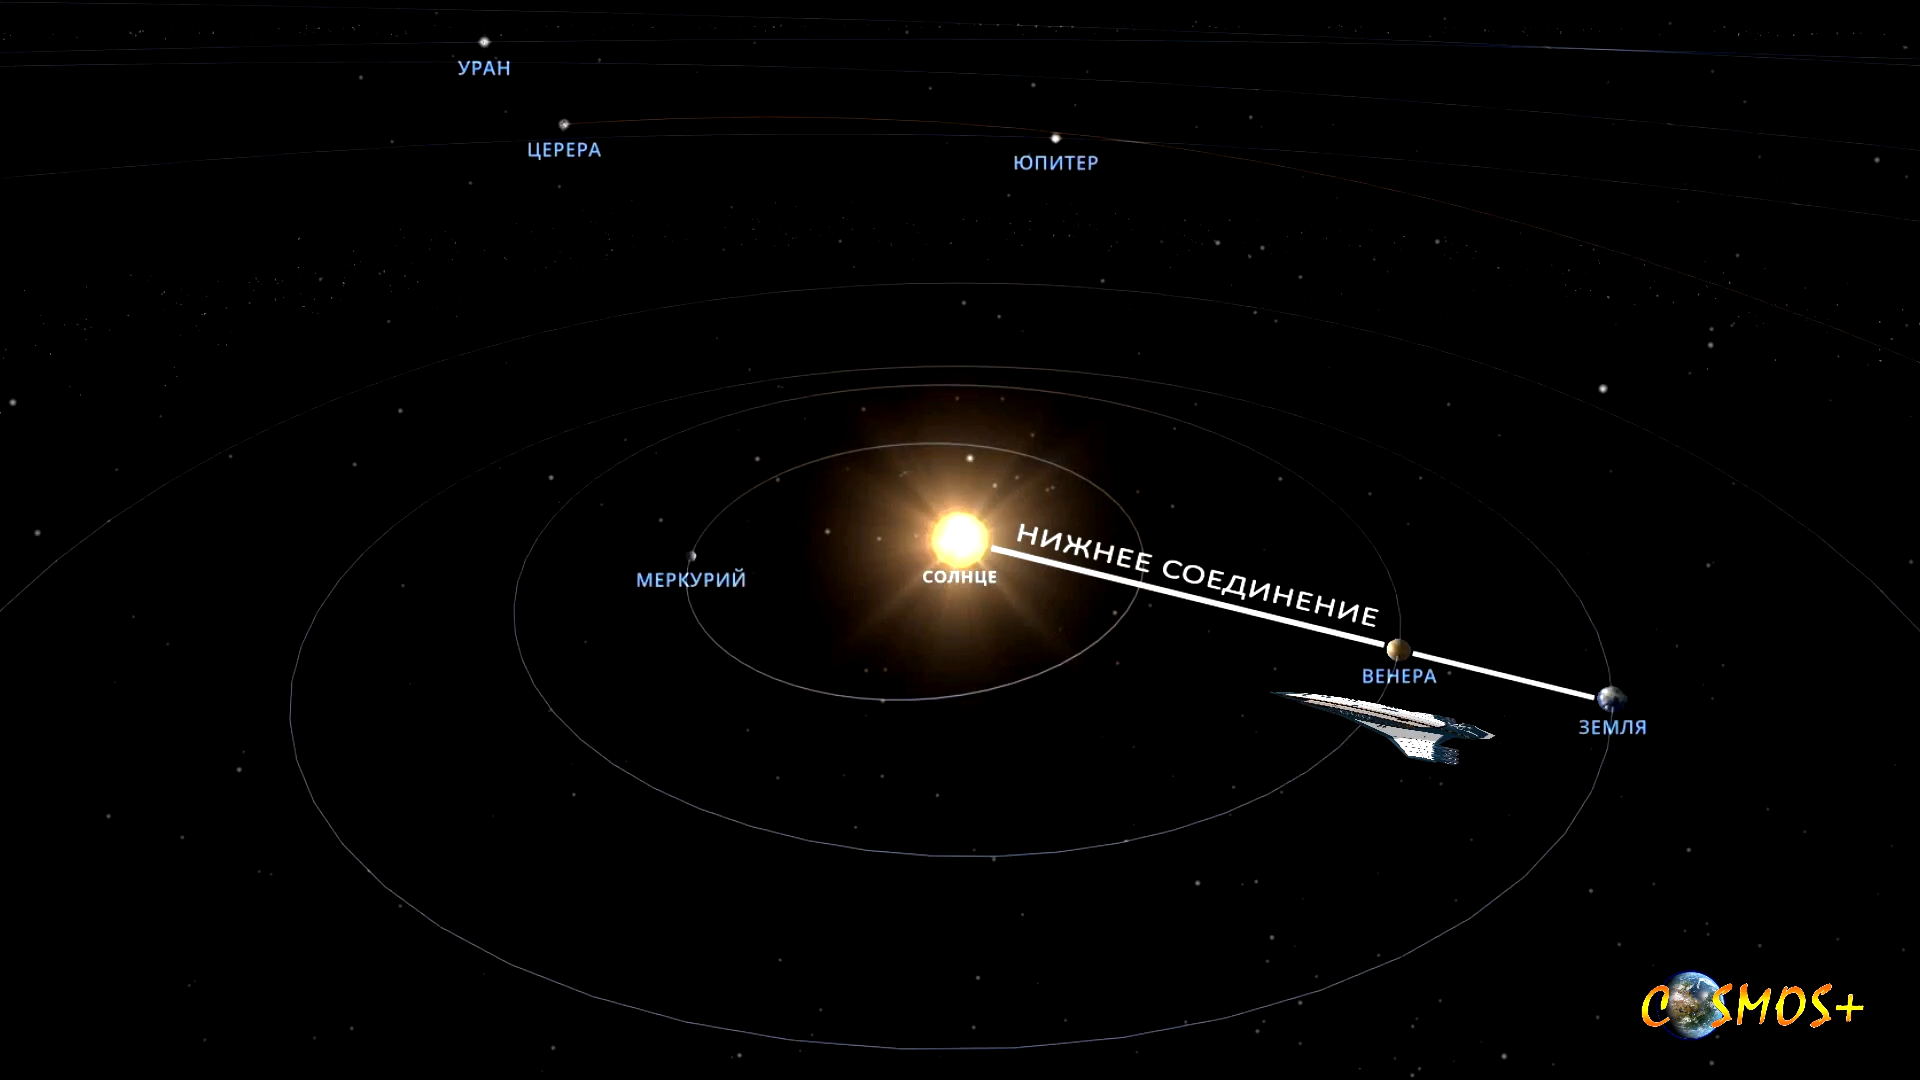 УРАН
ЦЕРЕРА
ЮПИТЕР
НИЖНЕЕ СОЕДИНЕНИЕ
СОЛНЦЕ
МЕРКУРИЙ
ВЕНЕРА
ЗЕМЛЯ
COSMOS+